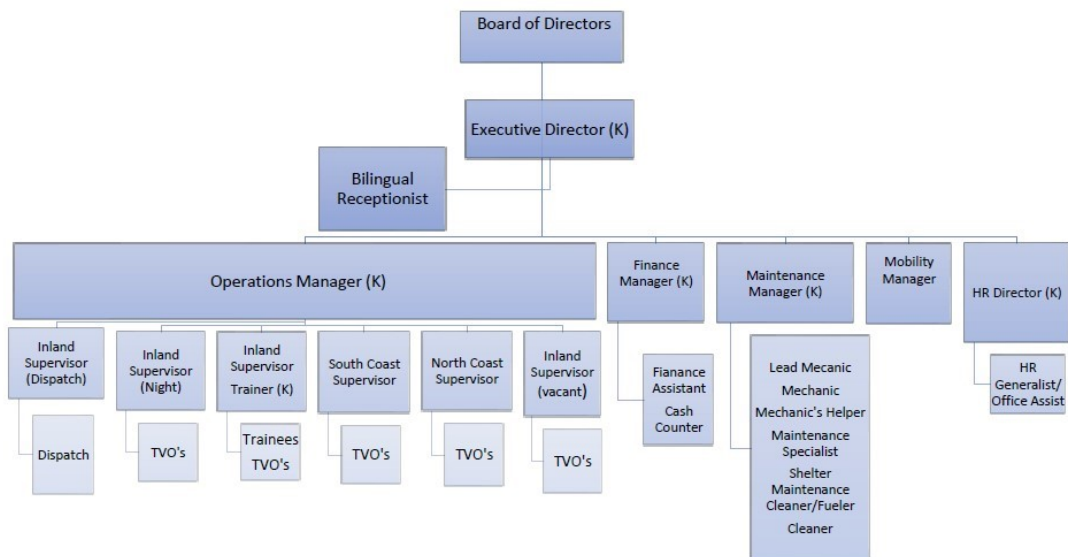 Board of Directors
Executive Director (K)
Bilingual
Receptionist
Operations Manager (K)
Finance
Manager (K)
Maintenance
Manager (K)
Mobility
Manager
HR Director (K)
Inland
Supervisor
(Dispatch)
Inland
Supervisor
(Night)
Inland
Supervisor
Trainer (K)
South Coast
Supervisor
North Coast
Supervisor
Inland
Supervisor
(vacant)
Dispatch
TVO's
Trainees
TVO's
TVO's
TVO's
TVO's
Fianance
Assistant
Cash
Counter
Lead Mecanic
Mechanic
Mechanic's Helper
Maintenance
Specialist
Shelter
Maintenance
Cleaner/Fueler
Cleaner
HR
Generalist/
Office Assist